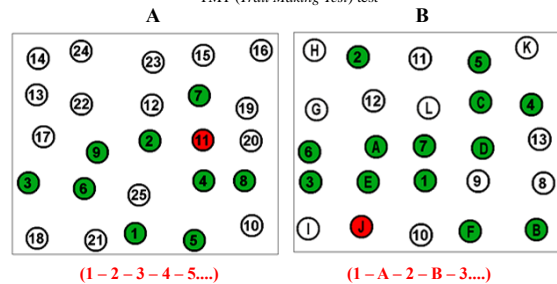 TMT (Trail Making Test) test
A B
14 24 23 15 16
13 22 12 7 19
17 9 2 11 20
3 6 25 4 8
18 21 1 5 10
H 2 11 5 K
G 12 L C 4
6 A 7 D 13
3 E 1 9 8
I J 10 F B
(1 – 2 – 3 – 4 – 5....) (1 – A – 2 – B – 3....)